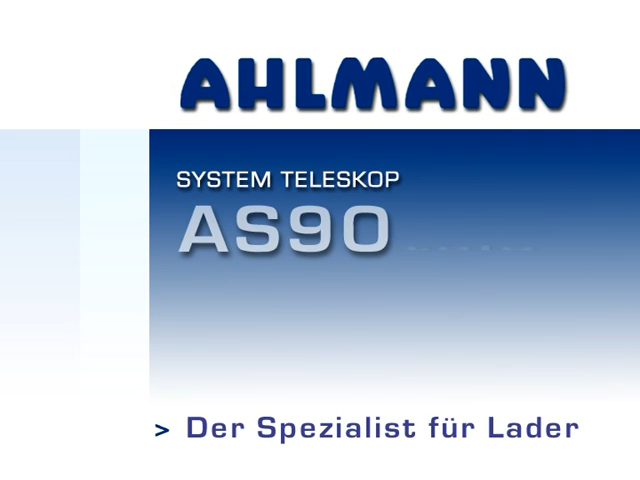 AHLMANN
SYSTEM TELESKOP
AS90
> Der Spezialist für Lader